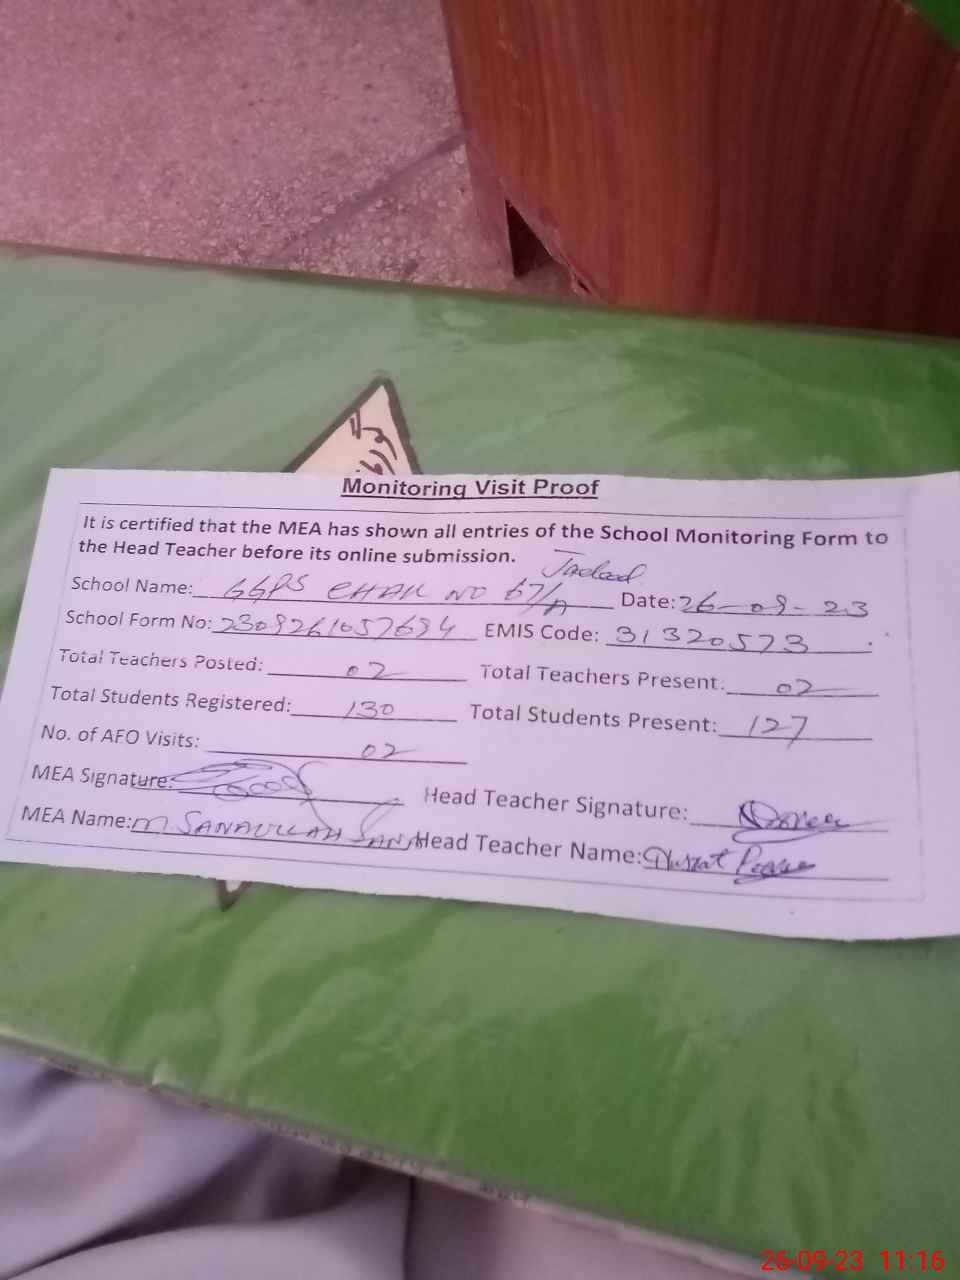 Monitoring Visit Proof
It is certified that the MEA has shown all entries of the School Monitoring Form to
the Head Teacher before its online submission.
Jadeed
School Name: GGPS CHAK NO 67/A Date: 26-09-23
School Form No: 2309261057694 EMIS Code: 31320573
Total Teachers Posted: 02 Total Teachers Present: 02
Total Students Registered: 130 Total Students Present: 127
No. of AFO Visits: 02
MEA Signature: Head Teacher Signature:
MEA Name: M SANAULLAH Head Teacher Name: Nusrat
26-09-23 11:16